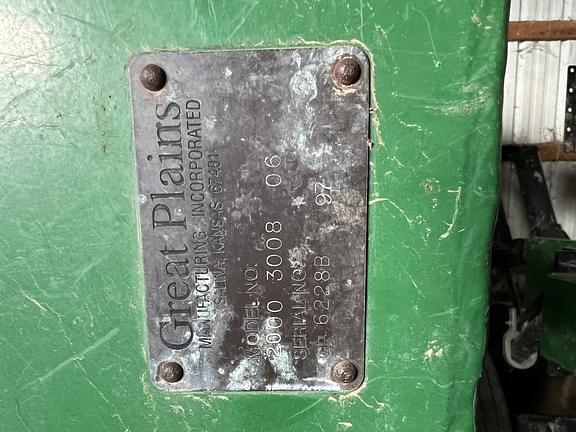 Great Plains
MANUFACTURING, INCORPORATED
SALINA, KANSAS 67401
MODEL NO.
2000 3008 06
SERIAL NO.
GP 6228B 97